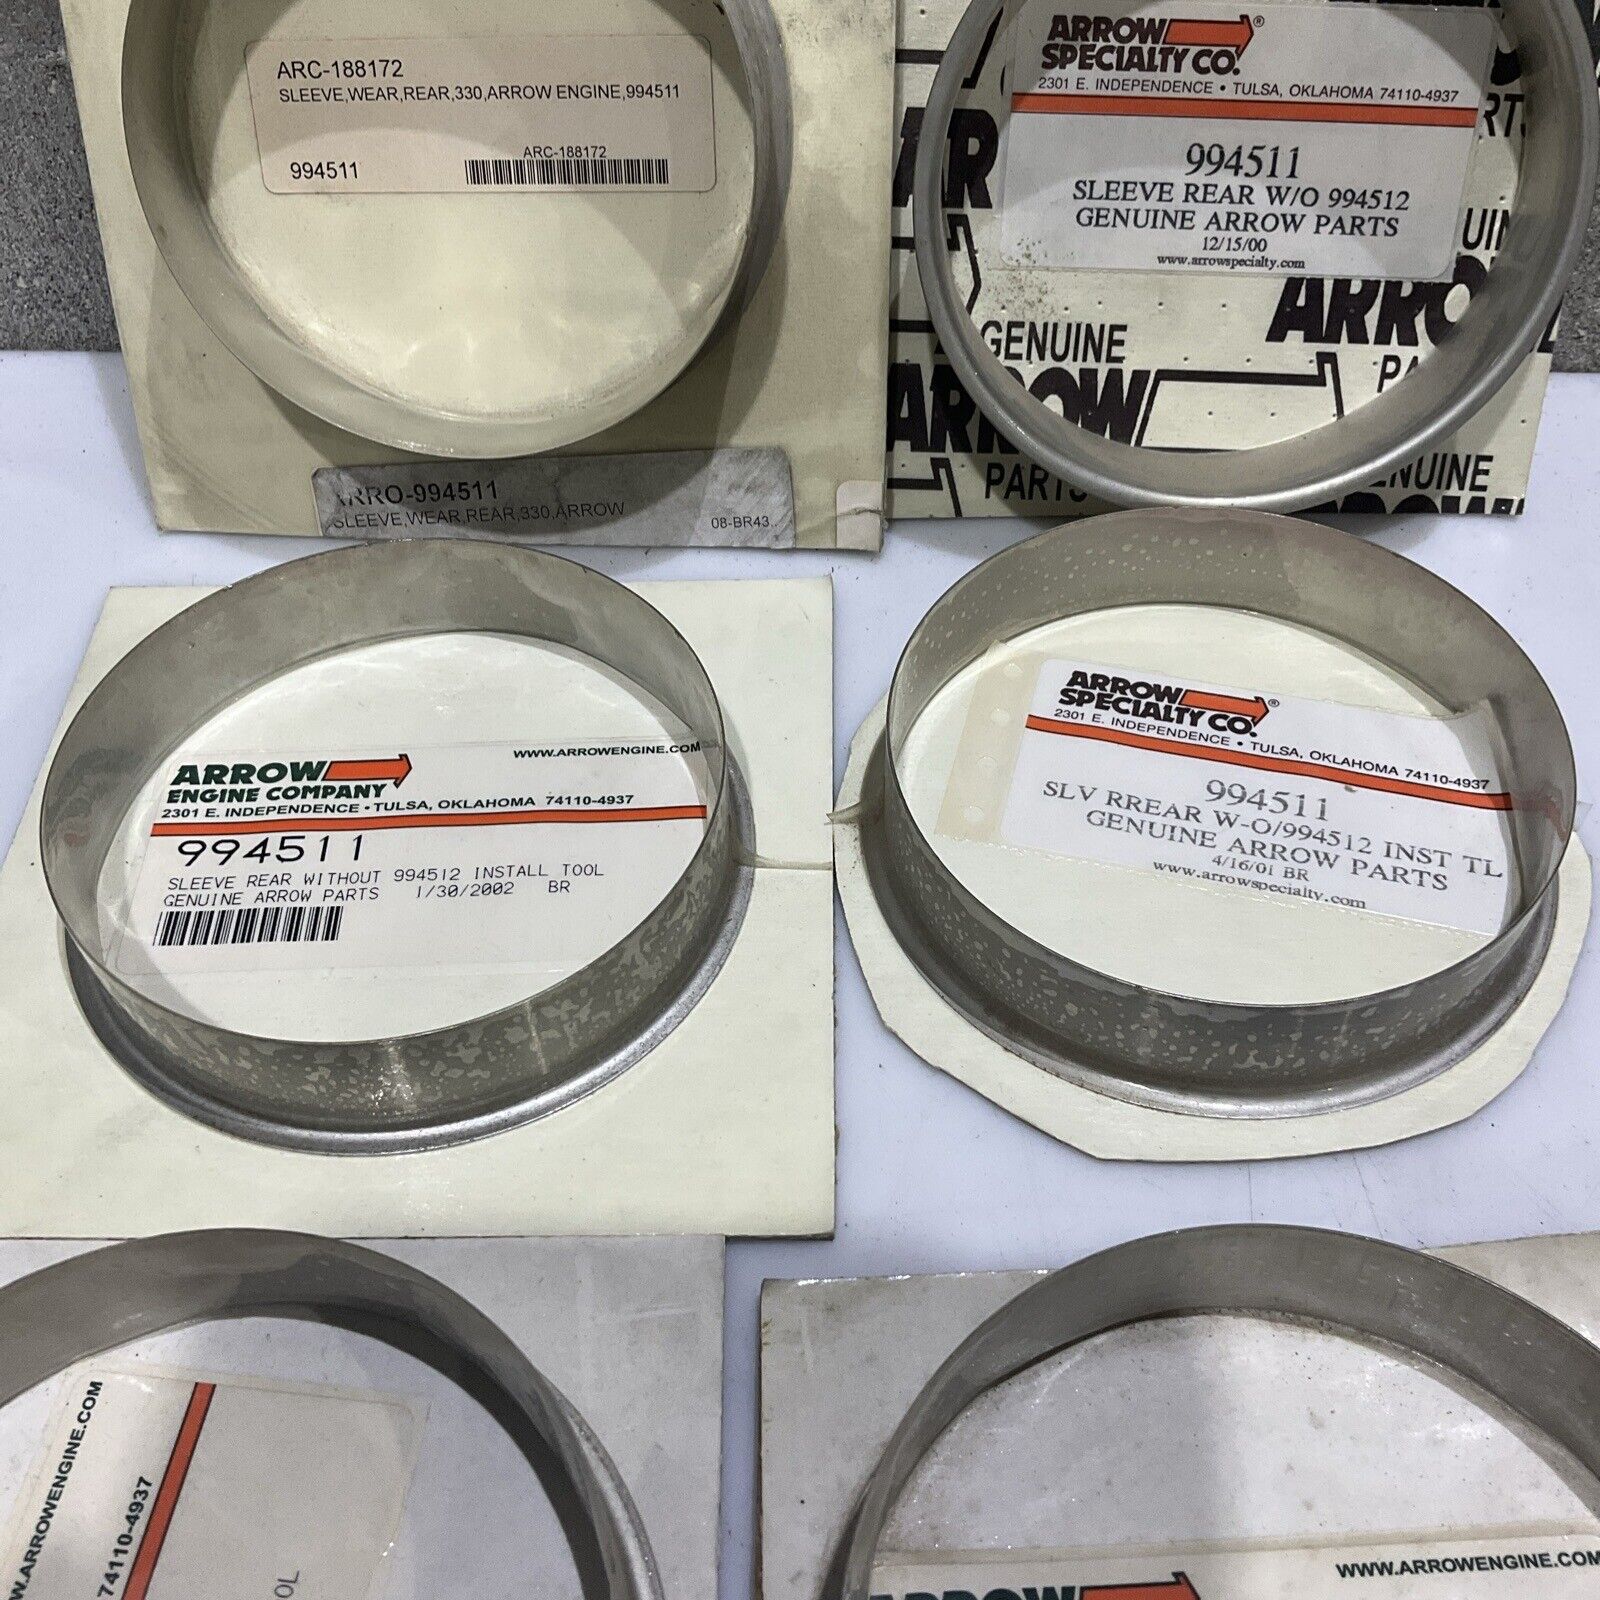 ARC-188172
SLEEVE,WEAR,REAR,330,ARROW ENGINE,994511
ARC-188172
994511
ARRO-994511
SLEEVE,WEAR,REAR,330,ARROW
08-BR43..
ARROW
SPECIALTY CO.®
2301 E. INDEPENDENCE • TULSA, OKLAHOMA 74110-4937
994511
SLEEVE REAR W/O 994512
GENUINE ARROW PARTS
12/15/00
www.arrowspecialty.com
GENUINE
ARROW
PARTS
ARROW
ARROW
ENGINE COMPANY
WWW.ARROWENGINE.COM
2301 E. INDEPENDENCE • TULSA, OKLAHOMA 74110-4937
994511
SLEEVE REAR WITHOUT 994512 INSTALL TOOL
GENUINE ARROW PARTS 1/30/2002 BR
ARROW
SPECIALTY CO.®
2301 E. INDEPENDENCE • TULSA, OKLAHOMA 74110-4937
994511
SLV RREAR W-O/994512 INST TL
GENUINE ARROW PARTS
4/16/01 BR
www.arrowspecialty.com
W.ARROWENGINE.COM
74110-4937
OL
ARROW
WWW.ARROWENGINE.COM